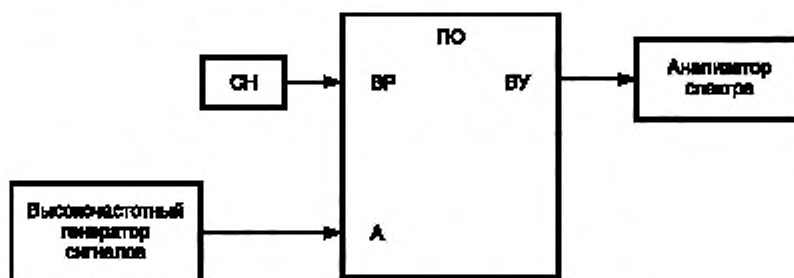 ПО
СН
ВР
ВУ
Анализатор
спектра
Высокочастотный
генератор
сигналов
А